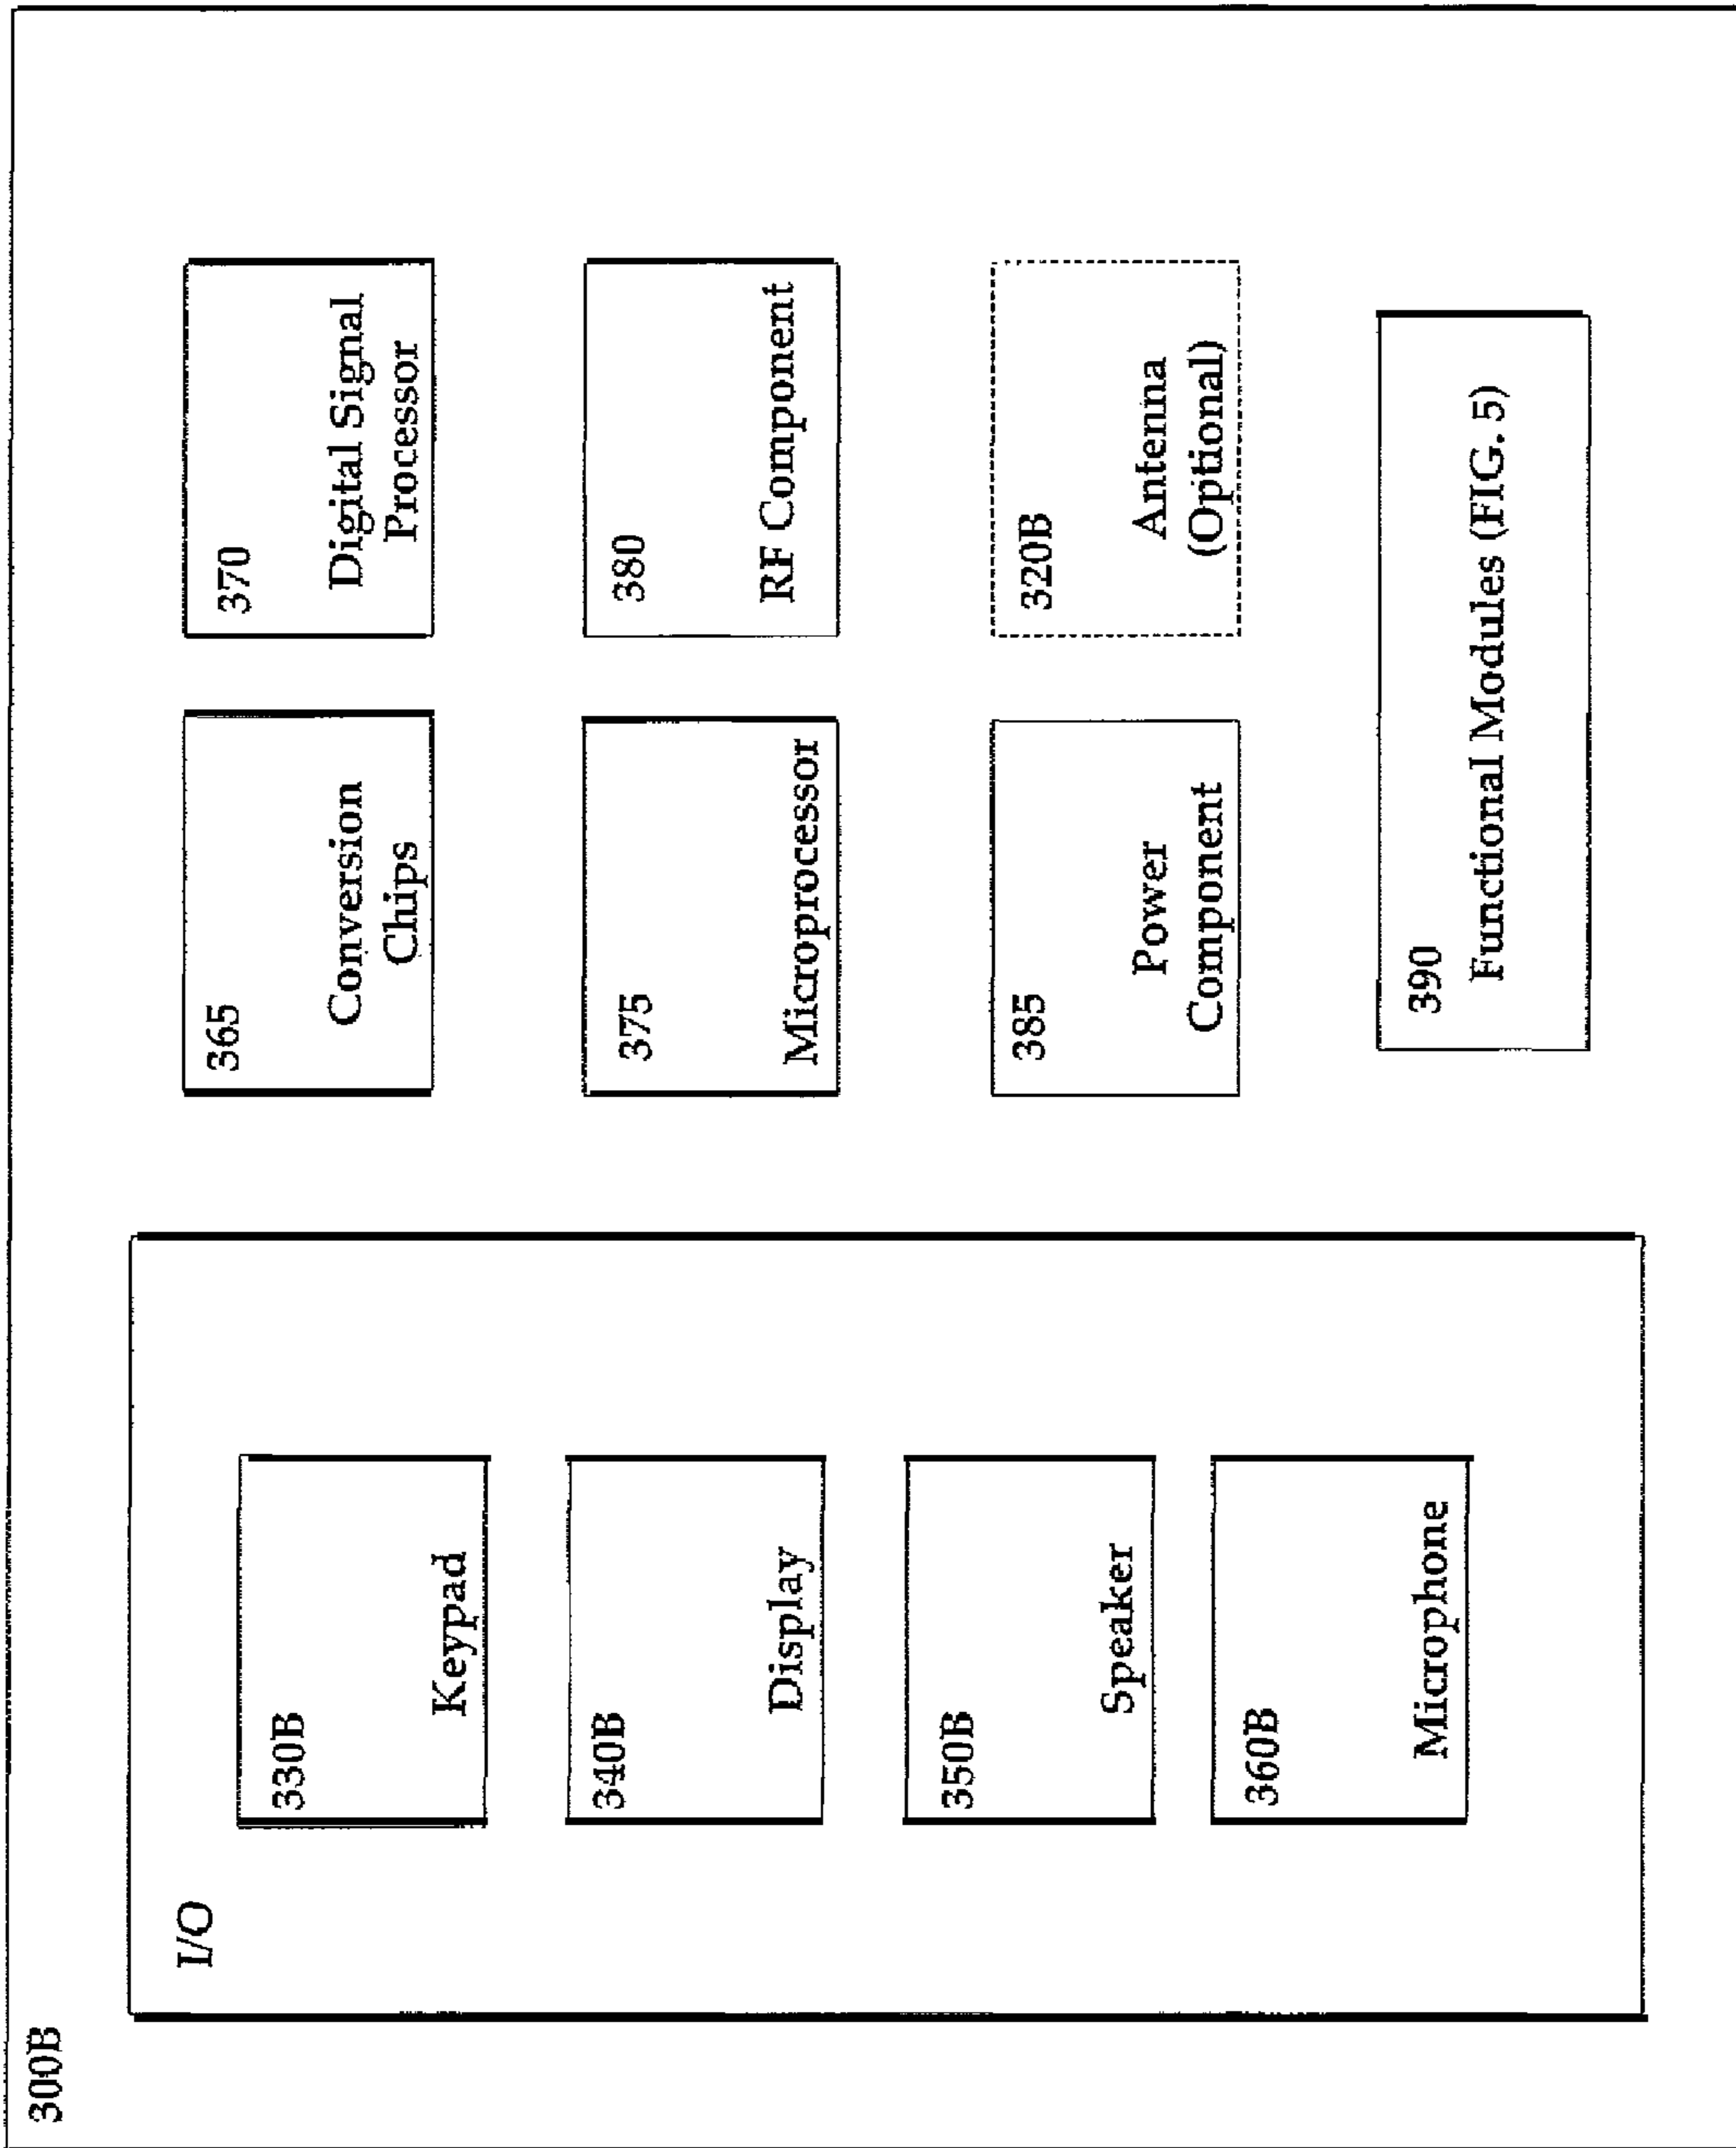 300B
I/O
330B
Keypad
340B
Display
350B
Speaker
360B
Microphone
365
Conversion
Chips
370
Digital Signal
Processor
375
Microprocessor
380
RF Component
385
Power
Component
320B
Antenna
(Optional)
390
Functional Modules (FIG. 5)